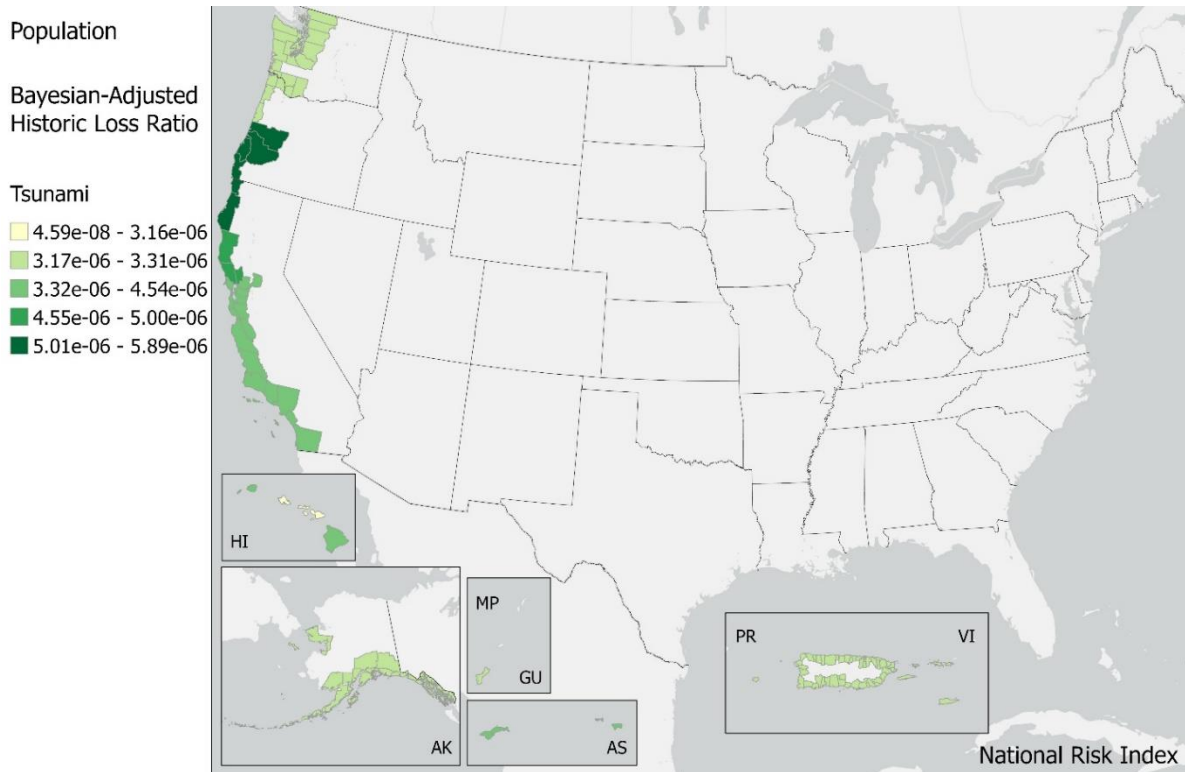 Population
Bayesian-Adjusted
Historic Loss Ratio
Tsunami
4.59e-08 - 3.16e-06
3.17e-06 - 3.31e-06
3.32e-06 - 4.54e-06
4.55e-06 - 5.00e-06
5.01e-06 - 5.89e-06
HI
AK
MP
GU
AS
PR
VI
National Risk Index